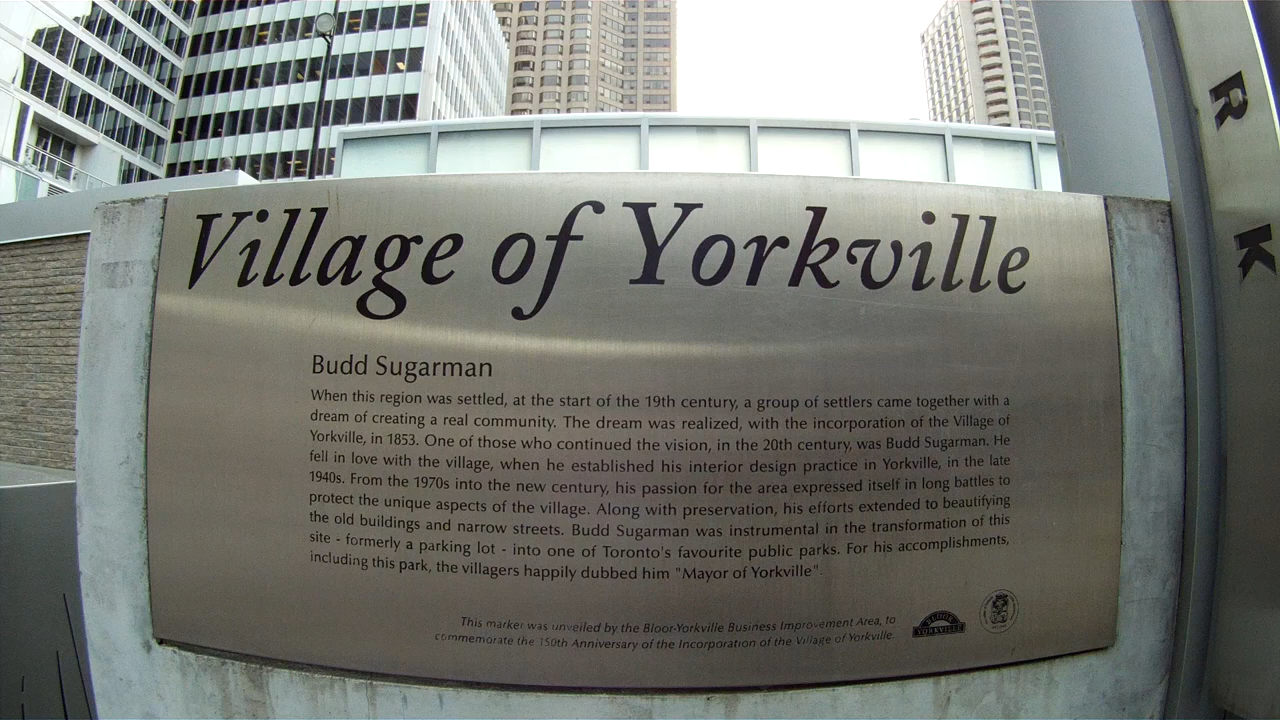 Village of Yorkville
Budd Sugarman
When this region was settled, at the start of the 19th century, a group of settlers came together with a
dream of creating a real community. The dream was realized, with the incorporation of the Village of
Yorkville, in 1853. One of those who continued the vision, in the 20th century, was Budd Sugarman. He
fell in love with the village, when he established his interior design practice in Yorkville, in the late
1940s. From the 1970s into the new century, his passion for the area expressed itself in long battles to
protect the unique aspects of the village. Along with preservation, his efforts extended to beautifying
the old buildings and narrow streets. Budd Sugarman was instrumental in the transformation of this
site - formerly a parking lot - into one of Toronto's favourite public parks. For his accomplishments,
including this park, the villagers happily dubbed him "Mayor of Yorkville".
This marker was unveiled by the Bloor-Yorkville Business Improvement Area, to
commemorate the 150th Anniversary of the Incorporation of the Village of Yorkville.
BLOOR
YORKVILLE
R
K